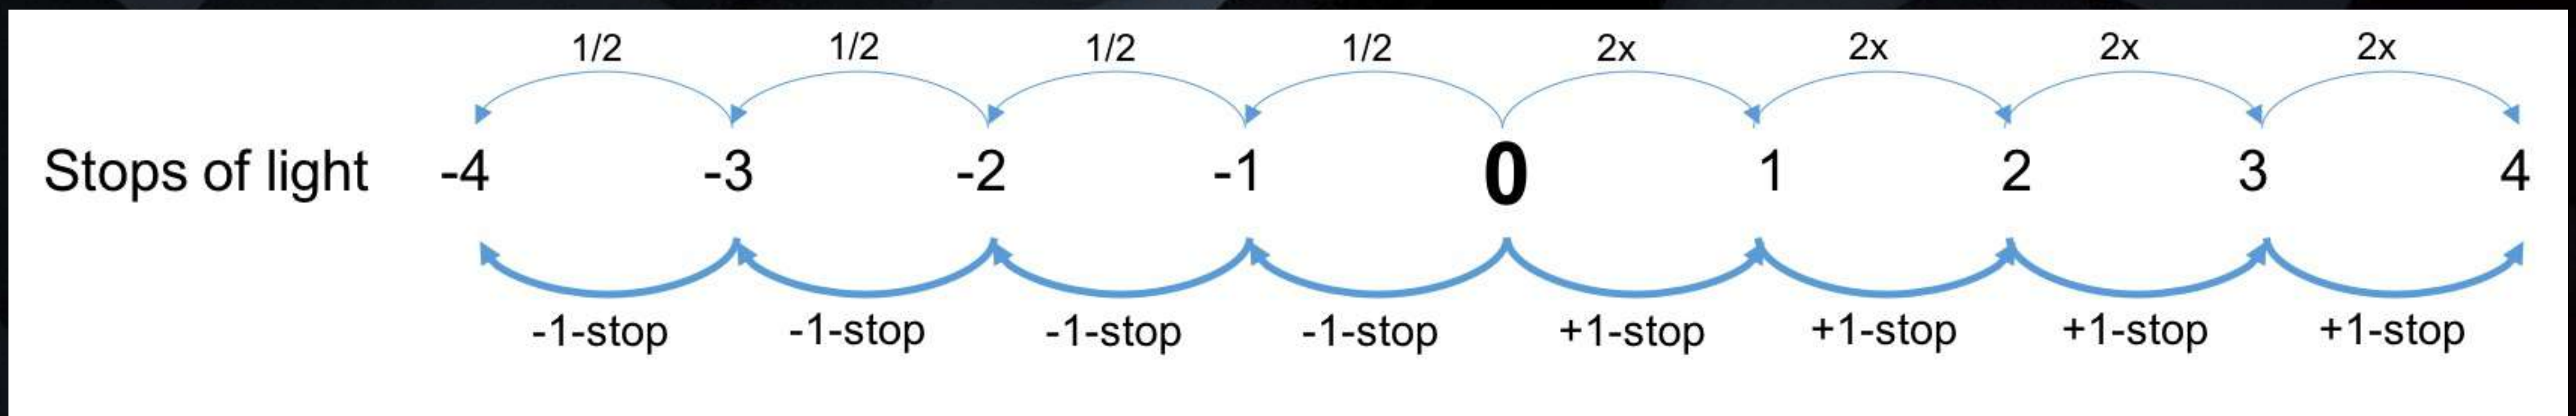 1/2 1/2 1/2 1/2 2x 2x 2x 2x
Stops of light -4 -3 -2 -1 0 1 2 3 4
-1-stop -1-stop -1-stop -1-stop +1-stop +1-stop +1-stop +1-stop